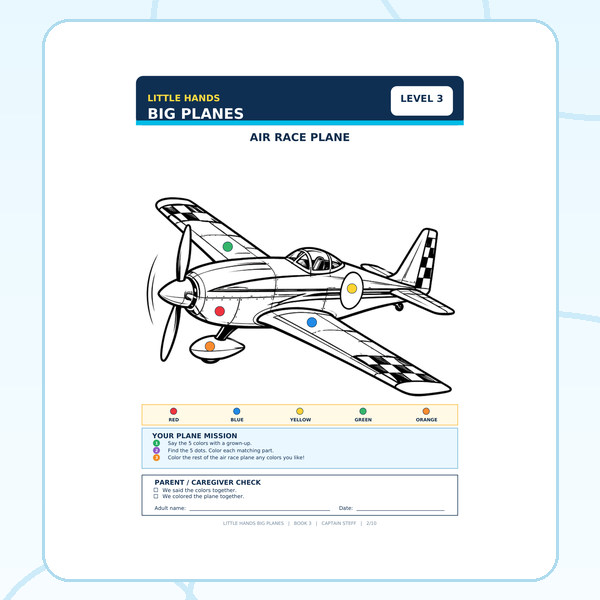 LITTLE HANDS
BIG PLANES
LEVEL 3
AIR RACE PLANE
RED
BLUE
YELLOW
GREEN
ORANGE
YOUR PLANE MISSION
1 Say the 5 colors with a grown-up.
2 Find the 5 dots. Color each matching part.
3 Color the rest of the air race plane any colors you like!
PARENT / CAREGIVER CHECK
☐ We said the colors together.
☐ We colored the plane together.
Adult name: Date:
LITTLE HANDS BIG PLANES | BOOK 3 | CAPTAIN STEFF | 2/10